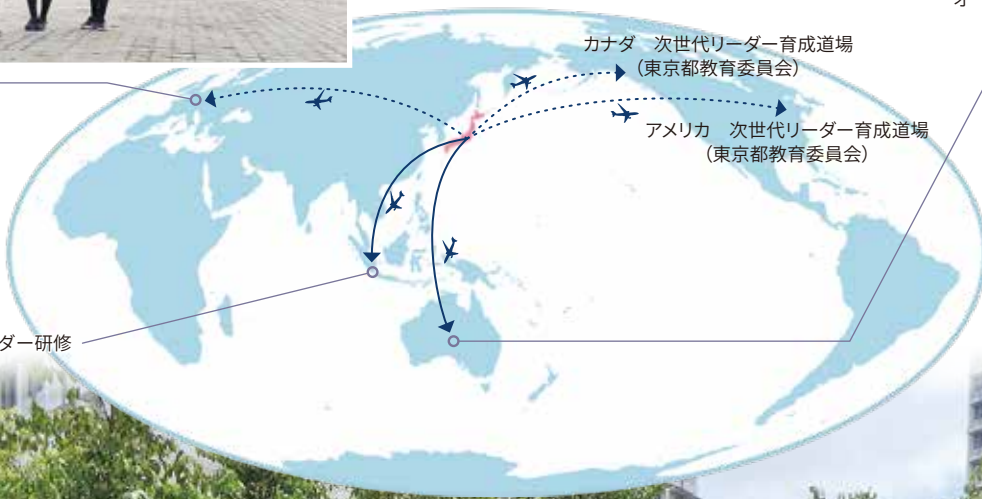 カナダ　次世代リーダー育成道場
（東京都教育委員会）
アメリカ　次世代リーダー育成道場
（東京都教育委員会）
ダー研修